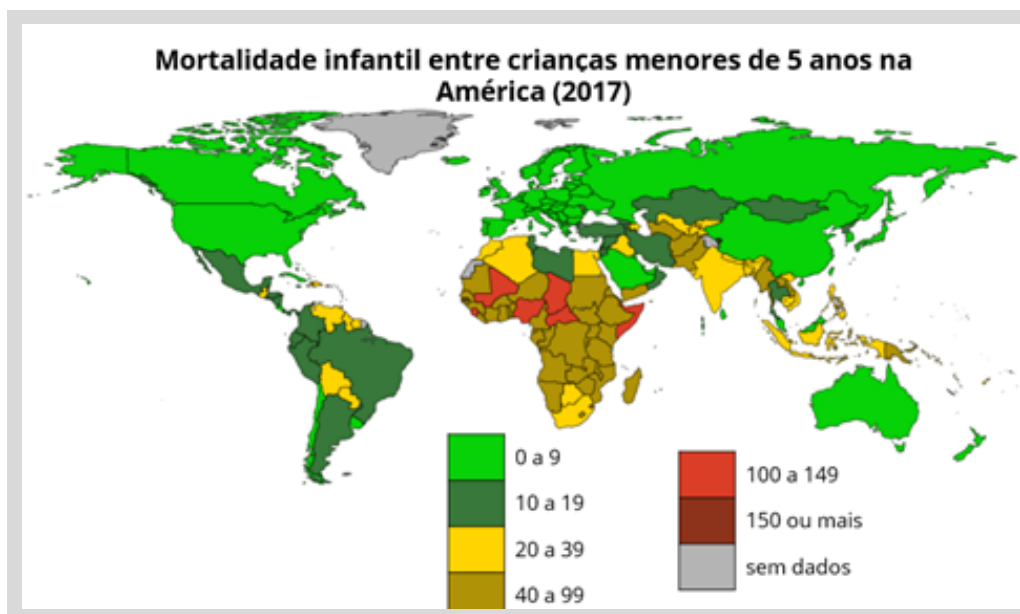 Mortalidade infantil entre crianças menores de 5 anos na
América (2017)
0 a 9
10 a 19
20 a 39
40 a 99
100 a 149
150 ou mais
sem dados